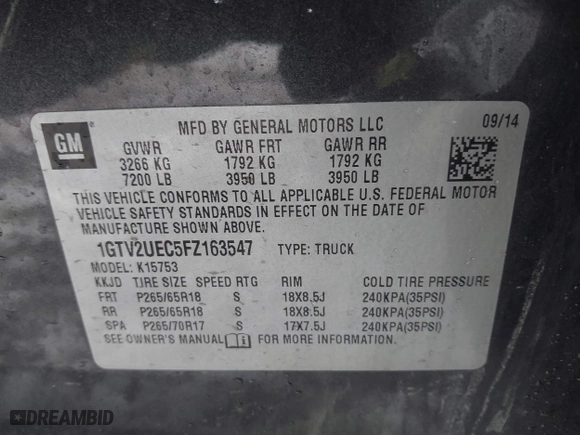 GM
MFD BY GENERAL MOTORS LLC 09/14
GVWR GAWR FRT GAWR RR
3266 KG 1792 KG 1792 KG
7200 LB 3950 LB 3950 LB
THIS VEHICLE CONFORMS TO ALL APPLICABLE U.S. FEDERAL MOTOR
VEHICLE SAFETY STANDARDS IN EFFECT ON THE DATE OF
MANUFACTURE SHOWN ABOVE.
1GTV2UEC5FZ163547 TYPE: TRUCK
MODEL: K15753
KKJD TIRE SIZE SPEED RTG RIM COLD TIRE PRESSURE
FRT P265/65R18 S 18X8.5J 240KPA(35PSI)
RR P265/65R18 S 18X8.5J 240KPA(35PSI)
SPA P265/70R17 S 17X7.5J 240KPA(35PSI)
SEE OWNER'S MANUAL FOR MORE INFORMATION.
DREAMBID